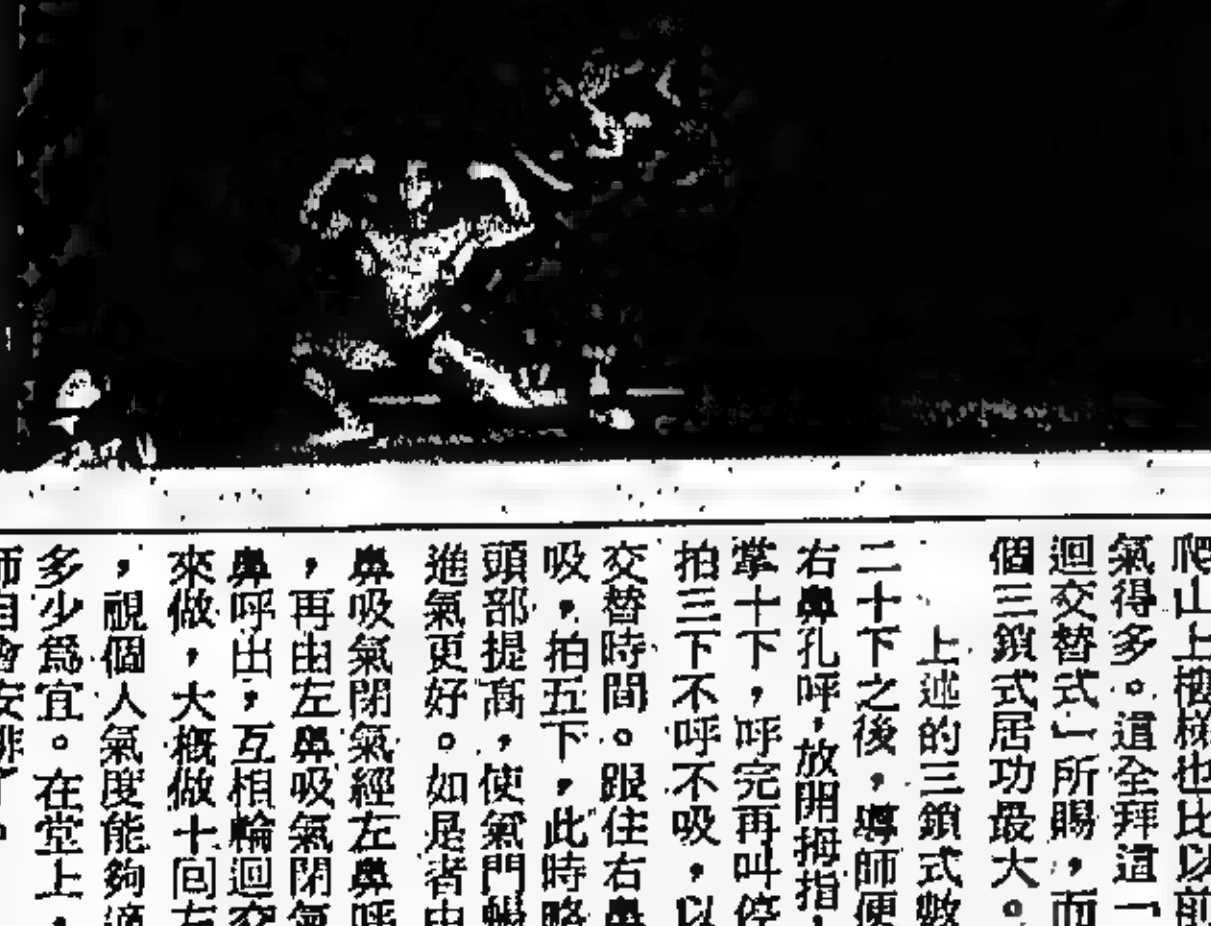 爬山上樓梯也比以前
氣得多。這全拜這一
迴交替式」所賜,而
個三鎖式居功最大。
上述的三鎖式數
二十下之後,導師便
右鼻孔呼,放開拇指,
掌十下,呼完再叫停
拍三下不呼不吸,以
交替時間。跟住右鼻
吸,拍五下,此時略
頭部提高,使氣門暢
進氣更好。如是者由
鼻吸氣閉氣經左鼻呼
,再由左鼻吸氣閉氣
鼻呼出,互相輪迴交
來做,大概做十回左
,視個人氣度能夠適
多少為宜。在堂上,
師自會安排了。